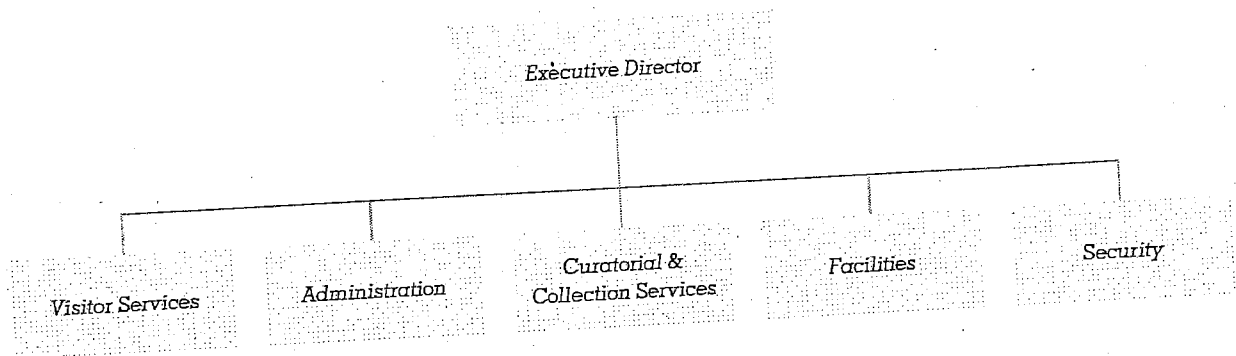 Executive Director
Visitor Services
Administration
Curatorial &
Collection Services
Facilities
Security